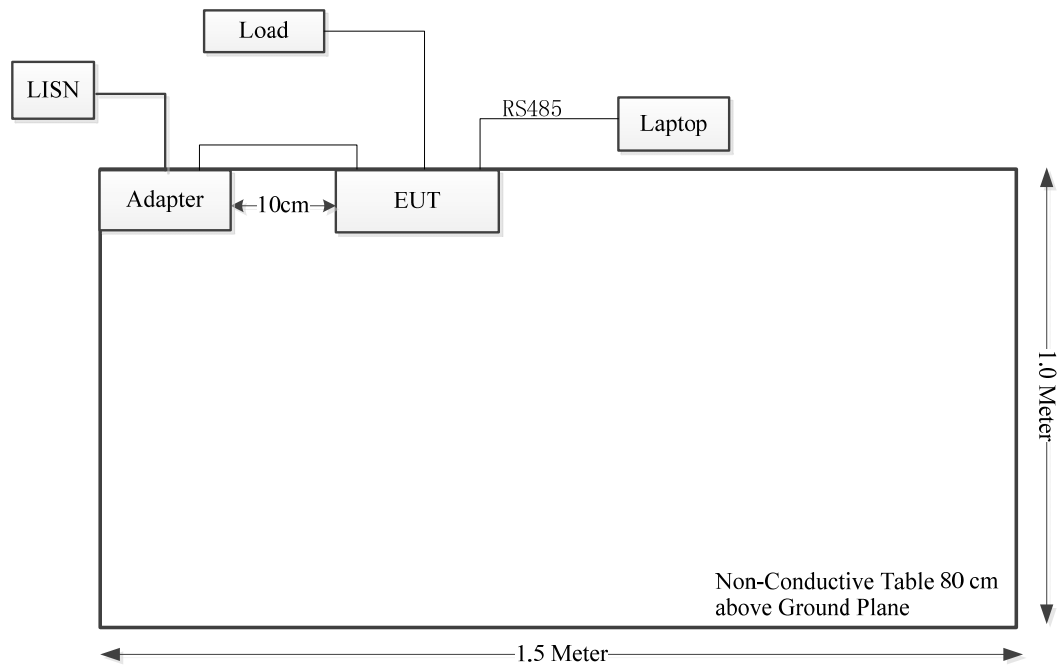 Load
LISN
RS485
Laptop
Adapter
10cm
EUT
1.0 Meter
Non-Conductive Table 80 cm
above Ground Plane
1.5 Meter